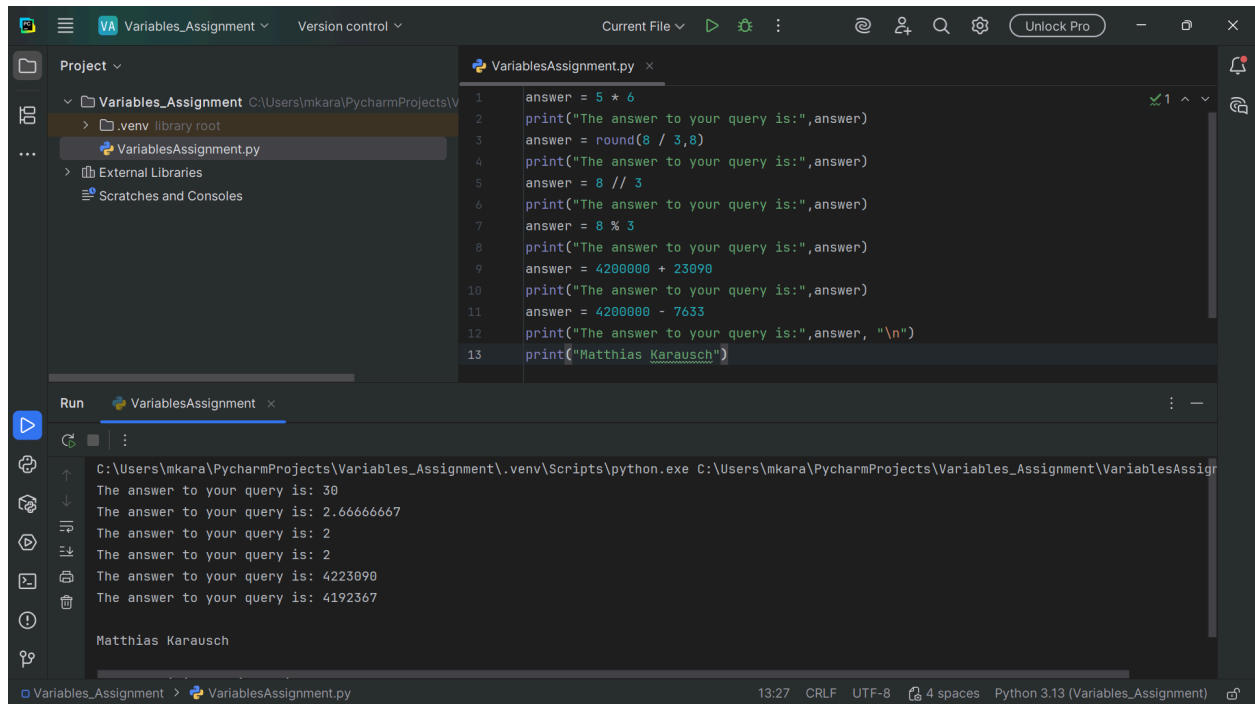 PC
VA Variables_Assignment Version control Current File Unlock Pro
Project
Variables_Assignment C:\Users\mkara\PycharmProjects\V
.venv library root
VariablesAssignment.py
External Libraries
Scratches and Consoles
VariablesAssignment.py
1 answer = 5 * 6
2 print("The answer to your query is:",answer)
3 answer = round(8 / 3,8)
4 print("The answer to your query is:",answer)
5 answer = 8 // 3
6 print("The answer to your query is:",answer)
7 answer = 8 % 3
8 print("The answer to your query is:",answer)
9 answer = 4200000 + 23090
10 print("The answer to your query is:",answer)
11 answer = 4200000 - 7633
12 print("The answer to your query is:",answer, "\n")
13 print("Matthias Karausch")
1
Run VariablesAssignment
C:\Users\mkara\PycharmProjects\Variables_Assignment\.venv\Scripts\python.exe C:\Users\mkara\PycharmProjects\Variables_Assignment\VariablesAssign
The answer to your query is: 30
The answer to your query is: 2.66666667
The answer to your query is: 2
The answer to your query is: 2
The answer to your query is: 4223090
The answer to your query is: 4192367
Matthias Karausch
Variables_Assignment > VariablesAssignment.py 13:27 CRLF UTF-8 4 spaces Python 3.13 (Variables_Assignment)